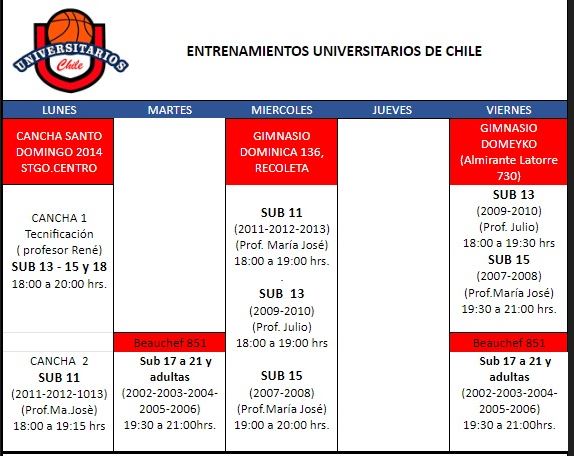 UNIVERSITARIOS
Chile
ENTRENAMIENTOS UNIVERSITARIOS DE CHILE
LUNES
MARTES
MIERCOLES
JUEVES
VIERNES
CANCHA SANTO
DOMINGO 2014
STGO.CENTRO
CANCHA 1
Tecnificación
( profesor René)
SUB 13 - 15 y 18
18:00 a 20:00 hrs.
CANCHA 2
SUB 11
(2011-2012-1013)
(Prof.Ma.Josè)
18:00 a 19:15 hrs
Beauchef 851
Sub 17 a 21 y
adultas
(2002-2003-2004-
2005-2006)
19:30 a 21:00hrs.
GIMNASIO
DOMINICA 136,
RECOLETA
SUB 11
(2011-2012-2013)
(Prof. María José)
18:00 a 19:00 hrs.
.
SUB 13
(2009-2010)
(Prof. Julio)
18:00 a 19:00 hrs
SUB 15
(2007-2008)
(Prof.María José)
19:00 a 20:00 hrs.
GIMNASIO
DOMEYKO
(Almirante Latorre
730)
SUB 13
(2009-2010)
(Prof. Julio)
18:00 a 19:30 hrs
SUB 15
(2007-2008)
(Prof.María José)
19:30 a 21:00 hrs.
Beauchef 851
Sub 17 a 21 y
adultas
(2002-2003-2004-
2005-2006)
19:30 a 21:00hrs.